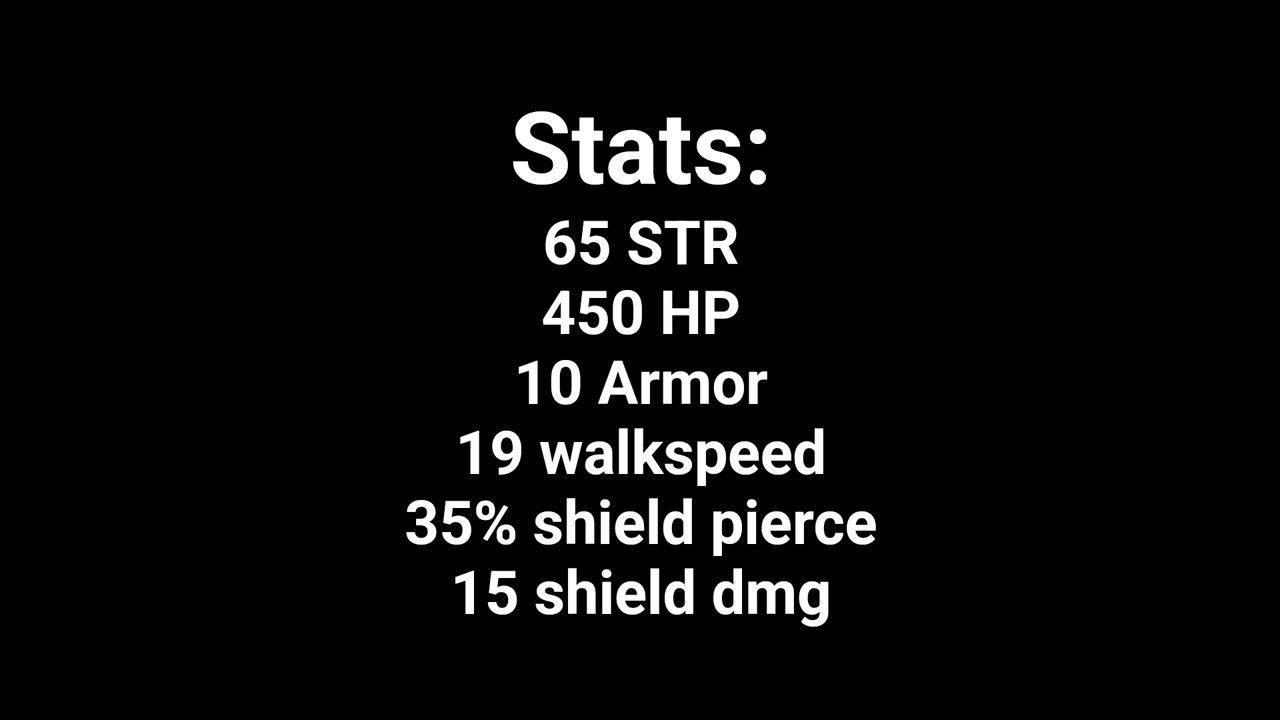 Stats:
65 STR
450 HP
10 Armor
19 walkspeed
35% shield pierce
15 shield dmg